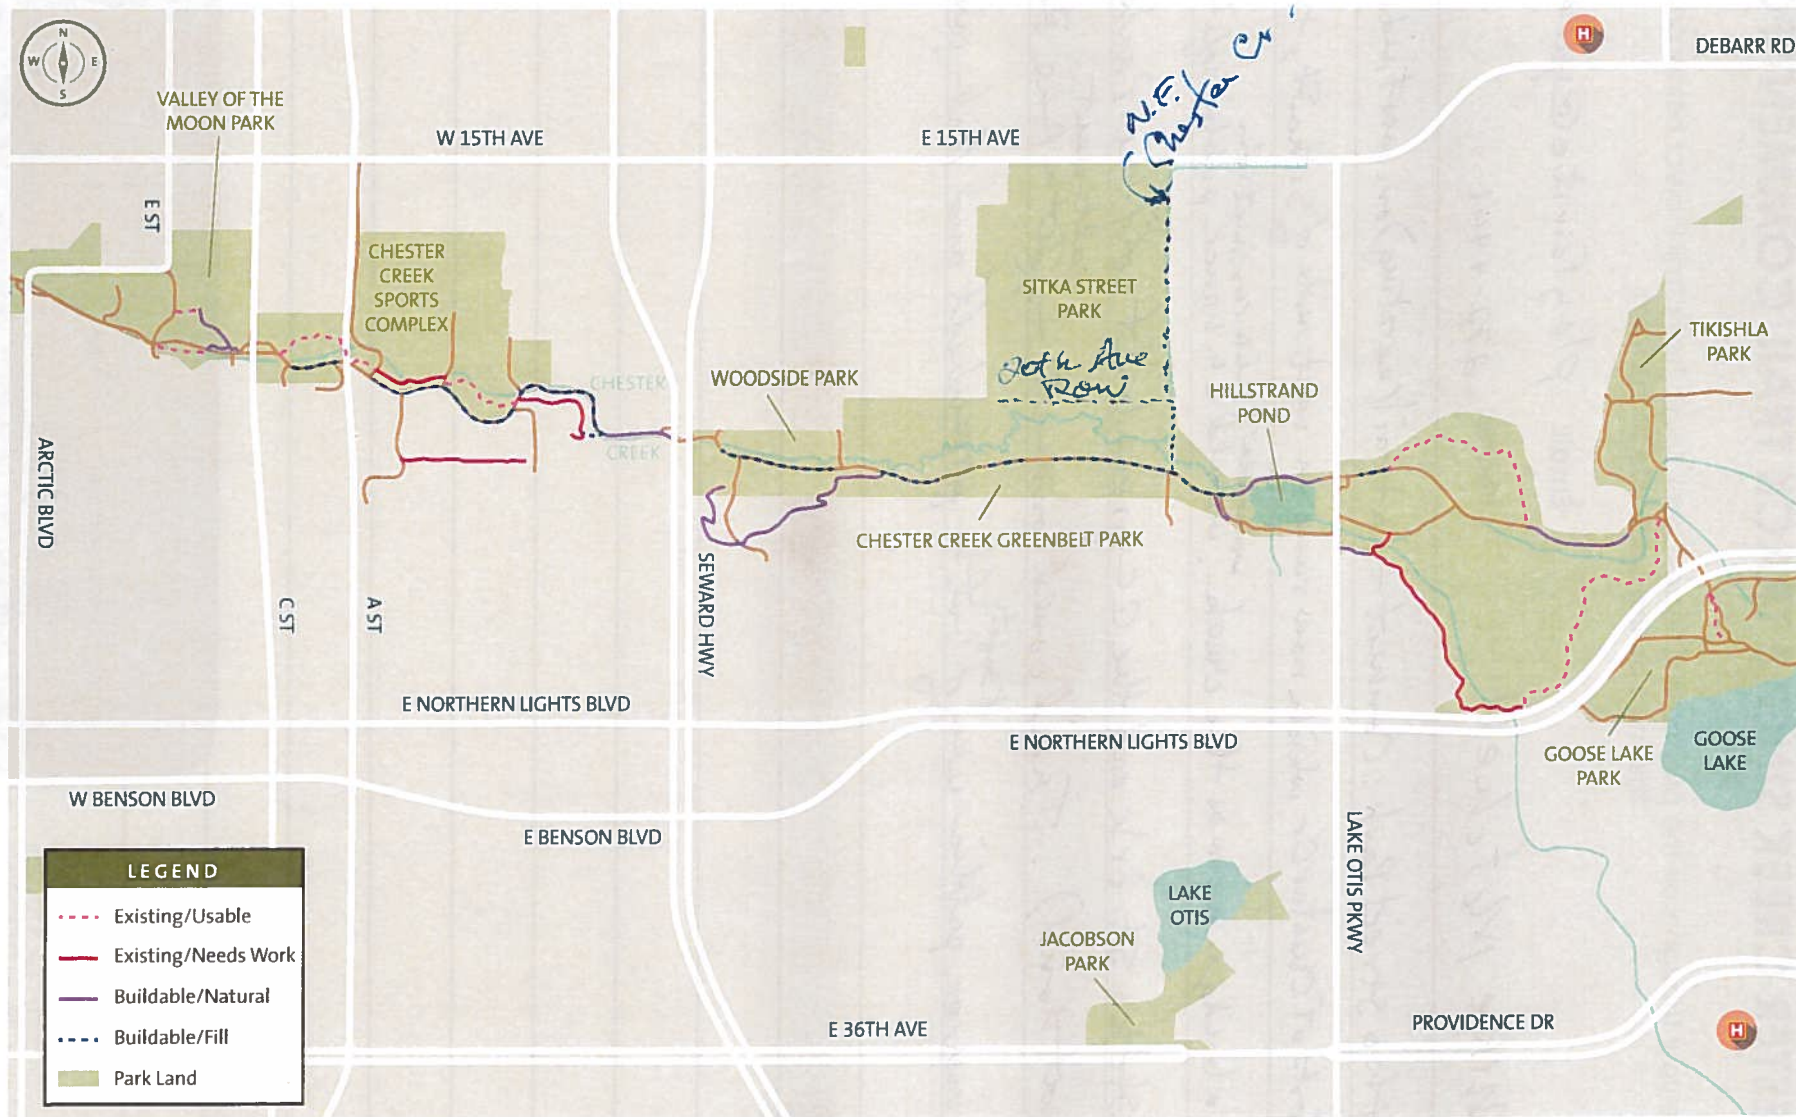 N
W
E
S
VALLEY OF THE
MOON PARK
W 15TH AVE
E 15TH AVE
N.E.
Chester Cr
H
DEBARR RD
E ST
CHESTER
CREEK
SPORTS
COMPLEX
SITKA STREET
PARK
20th Ave
Row
TIKISHLA
PARK
CHESTER
CREEK
WOODSIDE PARK
HILLSTRAND
POND
ARCTIC BLVD
CHESTER CREEK GREENBELT PARK
C ST
A ST
SEWARD HWY
E NORTHERN LIGHTS BLVD
E NORTHERN LIGHTS BLVD
GOOSE LAKE
PARK
GOOSE
LAKE
W BENSON BLVD
E BENSON BLVD
LAKE OTIS PKWY
LAKE
OTIS
JACOBSON
PARK
E 36TH AVE
PROVIDENCE DR
H
LEGEND
Existing/Usable
Existing/Needs Work
Buildable/Natural
Buildable/Fill
Park Land